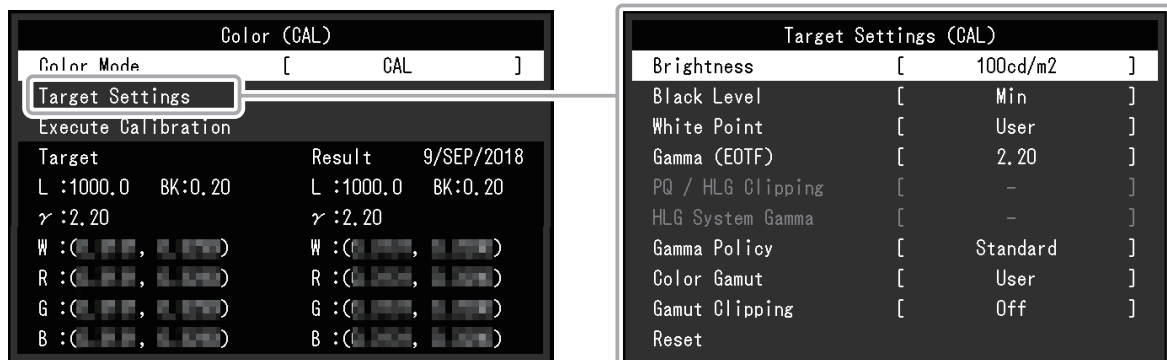 Color (CAL)
Color Mode [ CAL ]
Target Settings
Execute Calibration
Target Result 9/SEP/2018
L :1000.0 BK:0.20 L :1000.0 BK:0.20
γ :2.20 γ :2.20
W :( , ) W :( , )
R :( , ) R :( , )
G :( , ) G :( , )
B :( , ) B :( , )
Target Settings (CAL)
Brightness [ 100cd/m2 ]
Black Level [ Min ]
White Point [ User ]
Gamma (EOTF) [ 2.20 ]
PQ / HLG Clipping [ - ]
HLG System Gamma [ - ]
Gamma Policy [ Standard ]
Color Gamut [ User ]
Gamut Clipping [ Off ]
Reset